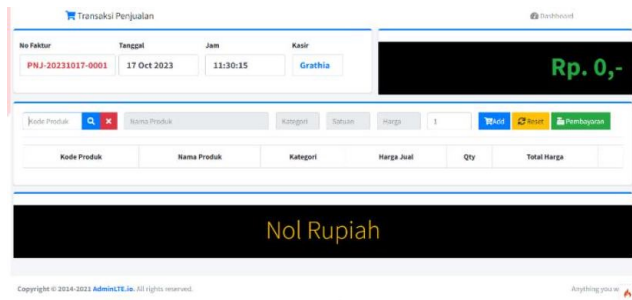 Transaksi Penjualan Dashboard
No Faktur Tanggal Jam Kasir
PNJ-20231017-0001 17 Oct 2023 11:30:15 Grathia
Rp. 0,-
Kode Produk Nama Produk Kategori Satuan Harga 1 Add Reset Pembayaran
Kode Produk Nama Produk Kategori Harga Jual Qty Total Harga
Nol Rupiah
Copyright © 2014-2021 AdminLTE.io. All rights reserved. Anything you